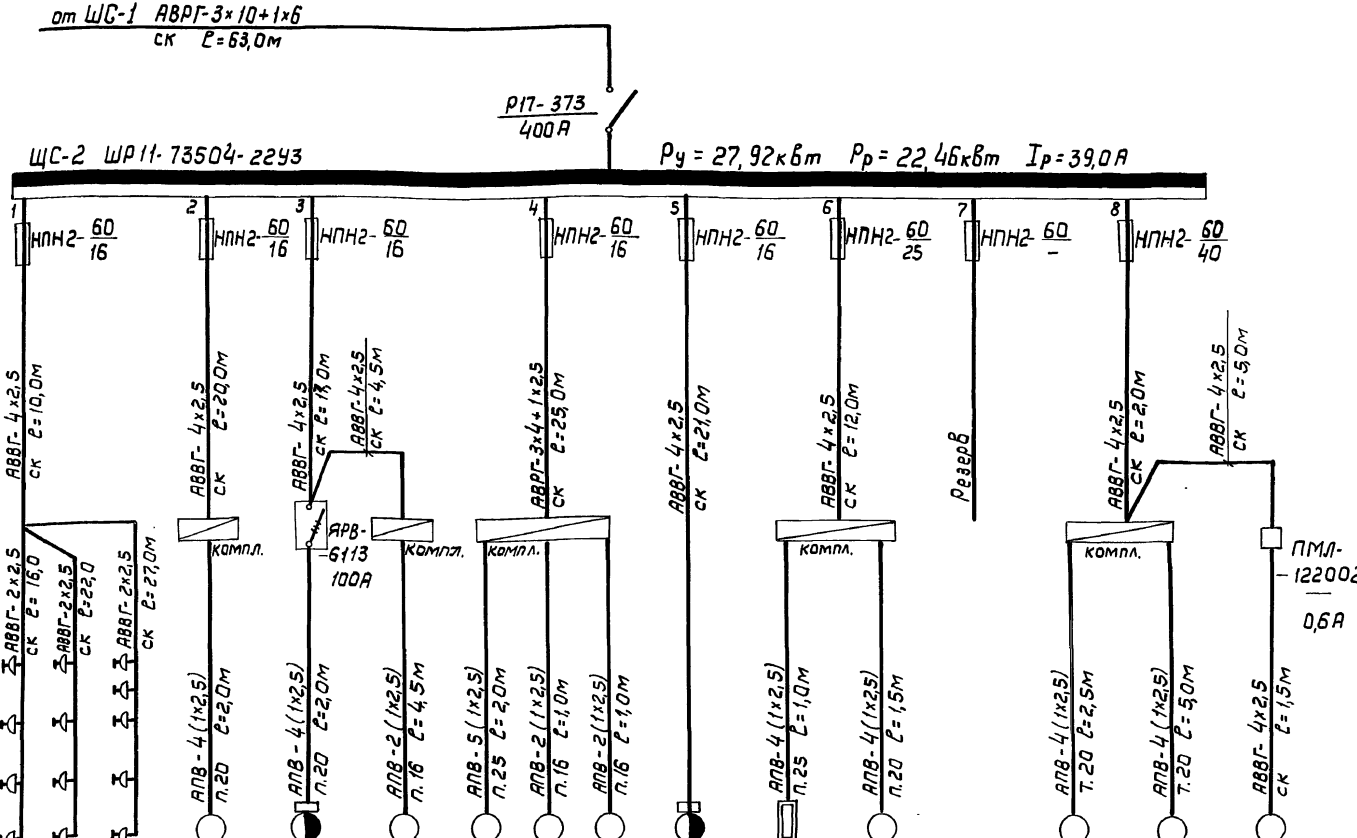 от ШС-1 АВРГ-3×10+1×6
ск ℓ=63,0м
Р17-373
400А
ЩС-2 ШР11-73504-22У3
Ру = 27,92квт Рр = 22,46квт Iр=39,0А
1 2 3 4 5 6 7 8
НПН2-60/16
НПН2-60/16
НПН2-60/16
НПН2-60/16
НПН2-60/16
НПН2-60/25
НПН2-60/-
НПН2-60/40
АВВГ-4×2,5
ск ℓ=10,0м
АВВГ-4×2,5
ск ℓ=20,0м
АВВГ-4×2,5
АВВГ-4×2,5
ск ℓ=4,5м
АВРГ-3×4+1×2,5
ск ℓ=25,0м
АВВГ-4×2,5
ск ℓ=21,0м
АВВГ-4×2,5
ск ℓ=12,0м
Резерв
АВВГ-4×2,5
ск ℓ=2,0м
АВВГ-4×2,5
ск ℓ=5,0м
компл.
ЯРВ-
-6113
100А
компл.
компл.
компл.
компл.
ПМЛ-
-122002
0,6А
АВВГ-2×2,5
ск ℓ=16,0
АВВГ-2×2,5
ск ℓ=22,0
АВВГ-2×2,5
ск ℓ=27,0м
АПВ-4(1×2,5)
п.20 ℓ=2,0м
АПВ-4(1×2,5)
п.20 ℓ=2,0м
АПВ-2(1×2,5)
п.16 ℓ=4,5м
АПВ-5(1×2,5)
п.25 ℓ=2,0м
АПВ-2(1×2,5)
п.16 ℓ=1,0м
АПВ-2(1×2,5)
п.16 ℓ=1,0м
АПВ-4(1×2,5)
п.25 ℓ=1,0м
АПВ-4(1×2,5)
п.20 ℓ=1,5м
АПВ-4(1×2,5)
Т.20 ℓ=2,5м
АПВ-4(1×2,5)
Т.20 ℓ=5,0м
АВВГ-4×2,5
ск ℓ=1,5м